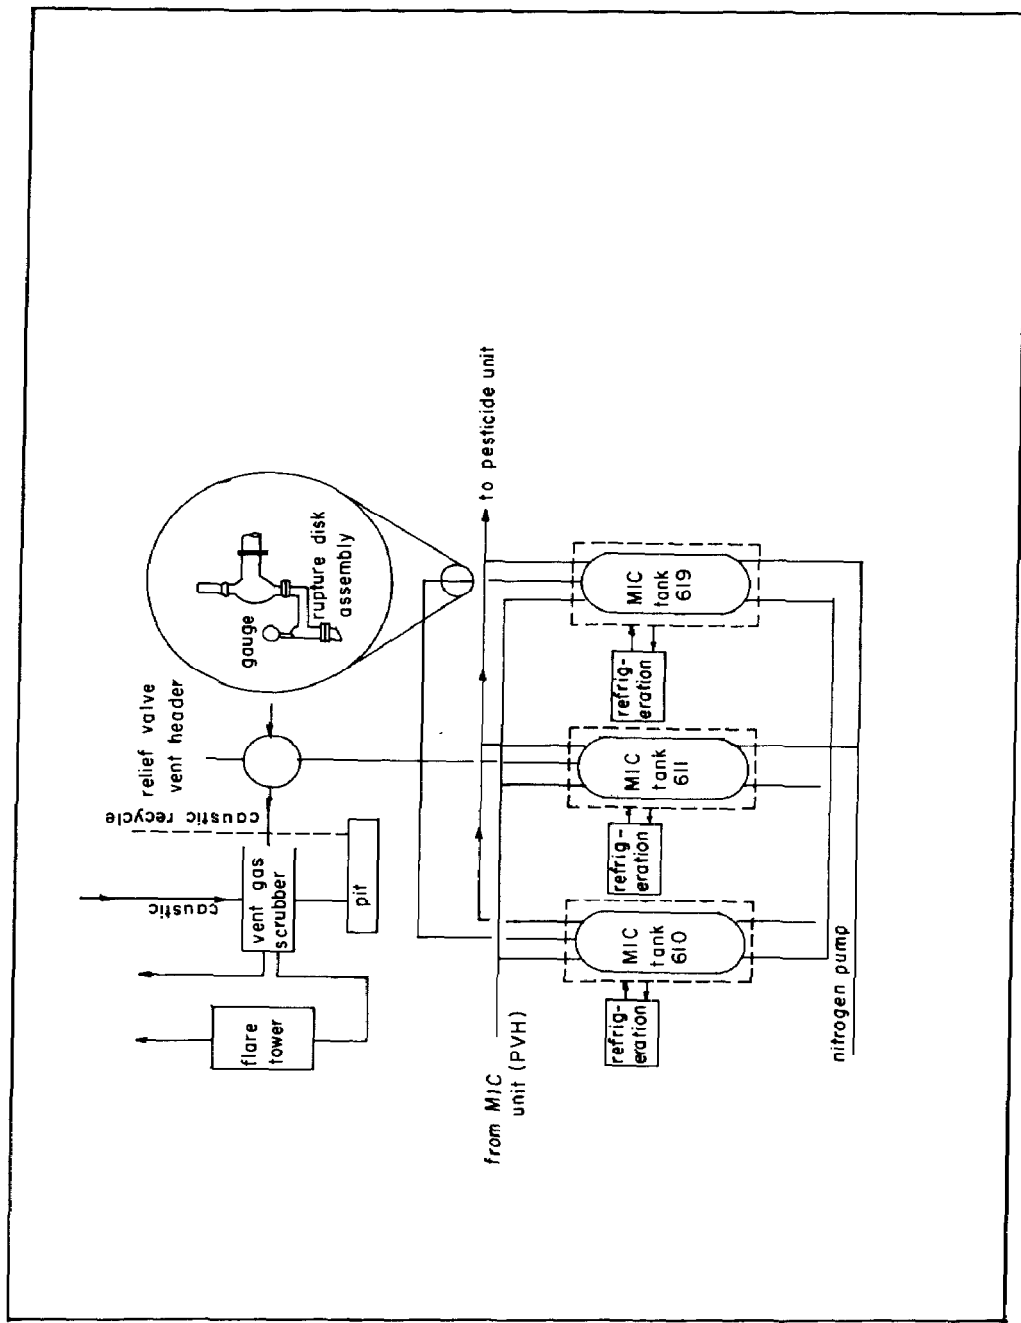 relief valve
vent header
caustic
caustic recycle
vent gas
scrubber
pit
flare
tower
gauge
rupture disk
assembly
from MIC
unit (PVH)
to pesticide unit
refrig-
eration
MIC
tank
610
refrig-
eration
MIC
tank
611
refrig-
eration
MIC
tank
619
nitrogen pump